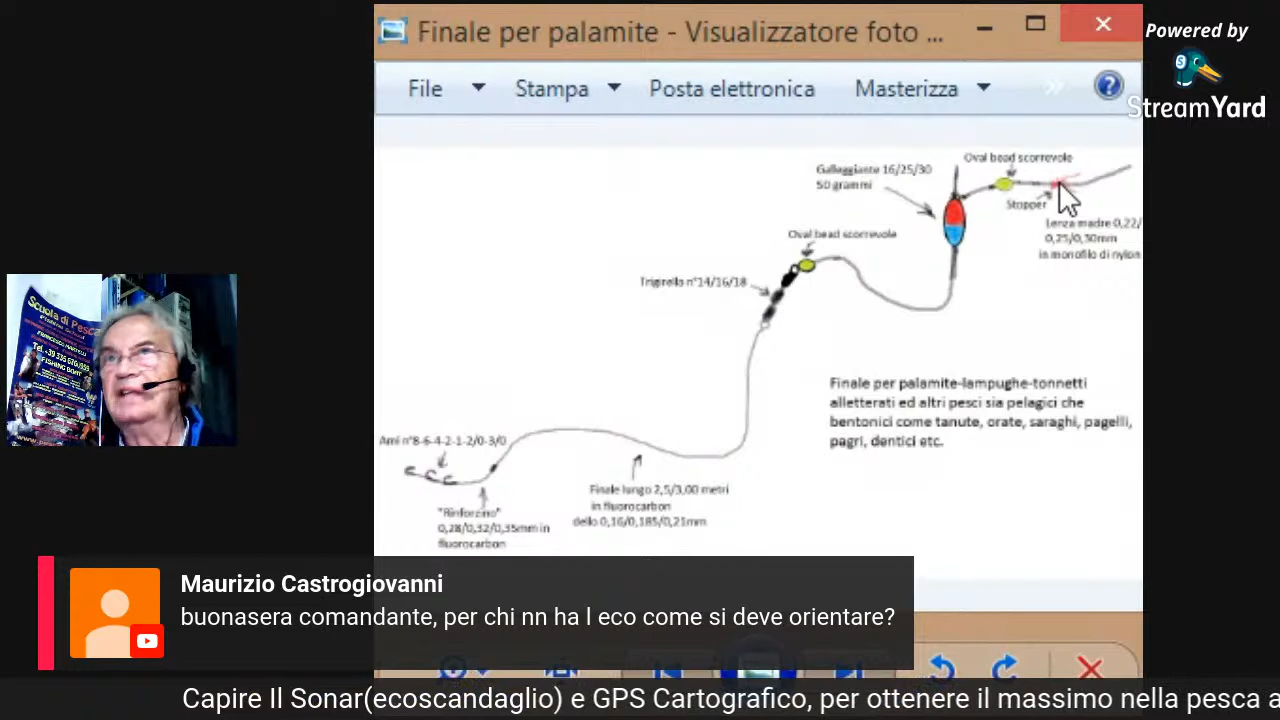 Finale per palamite - Visualizzatore foto ...
Powered by
StreamYard
File
Stampa
Posta elettronica
Masterizza
Oval bead scorrevole
Galleggiante 16/25/30
50 grammi
Stopper
Lenza madre 0,22/
0,25/0,30mm
in monofilo di nylon
Oval bead scorrevole
Trigirella n°14/16/18
Finale per palamite-lampughe-tonnetti
alletterati ed altri pesci sia pelagici che
bentonici come tanute, orate, saraghi, pagelli,
pagri, dentici etc.
Ami n°8-6-4-2-1-2/0-3/0
Finale lungo 2,5/3,00 metri
in fluorocarbon
dello 0,16/0,185/0,21mm
"Rinforzino"
0,28/0,32/0,35mm in
fluorocarbon
Scuola di Pesca
FISHING BOAT
Maurizio Castrogiovanni
buonasera comandante, per chi nn ha l eco come si deve orientare?
Capire Il Sonar(ecoscandaglio) e GPS Cartografico, per ottenere il massimo nella pesca a